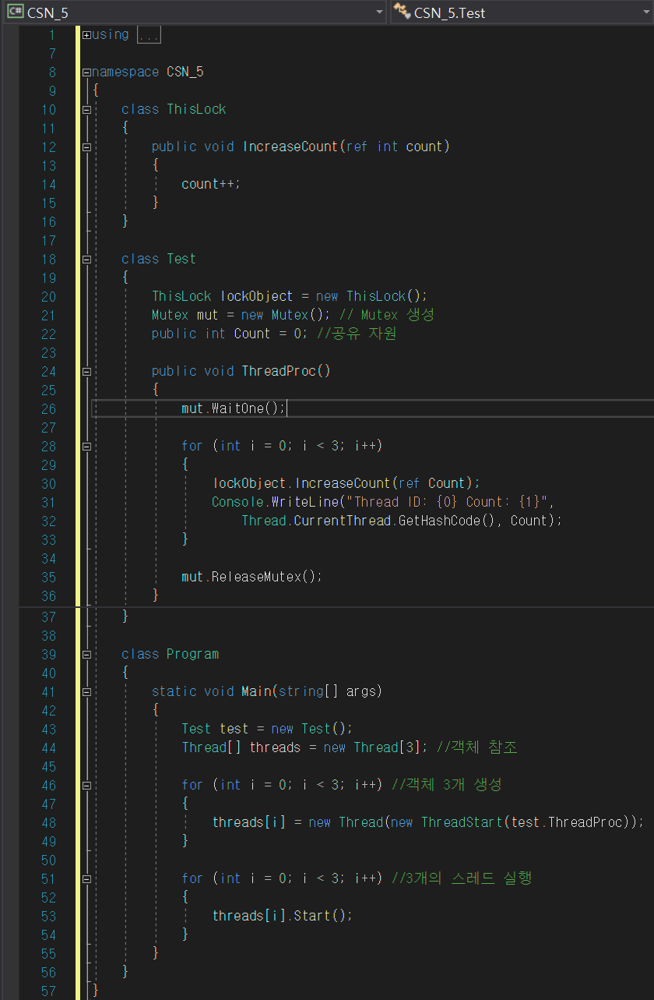 C# CSN_5 CSN_5.Test
1 using ...
7
8 namespace CSN_5
9 {
10 class ThisLock
11 {
12 public void IncreaseCount(ref int count)
13 {
14 count++;
15 }
16 }
17
18 class Test
19 {
20 ThisLock lockObject = new ThisLock();
21 Mutex mut = new Mutex(); // Mutex 생성
22 public int Count = 0; //공유 자원
23
24 public void ThreadProc()
25 {
26 mut.WaitOne();
27
28 for (int i = 0; i < 3; i++)
29 {
30 lockObject.IncreaseCount(ref Count);
31 Console.WriteLine("Thread ID: {0} Count: {1}",
32 Thread.CurrentThread.GetHashCode(), Count);
33 }
34
35 mut.ReleaseMutex();
36 }
37 }
38
39 class Program
40 {
41 static void Main(string[] args)
42 {
43 Test test = new Test();
44 Thread[] threads = new Thread[3]; //객체 참조
45
46 for (int i = 0; i < 3; i++) //객체 3개 생성
47 {
48 threads[i] = new Thread(new ThreadStart(test.ThreadProc));
49 }
50
51 for (int i = 0; i < 3; i++) //3개의 스레드 실행
52 {
53 threads[i].Start();
54 }
55 }
56 }
57 }